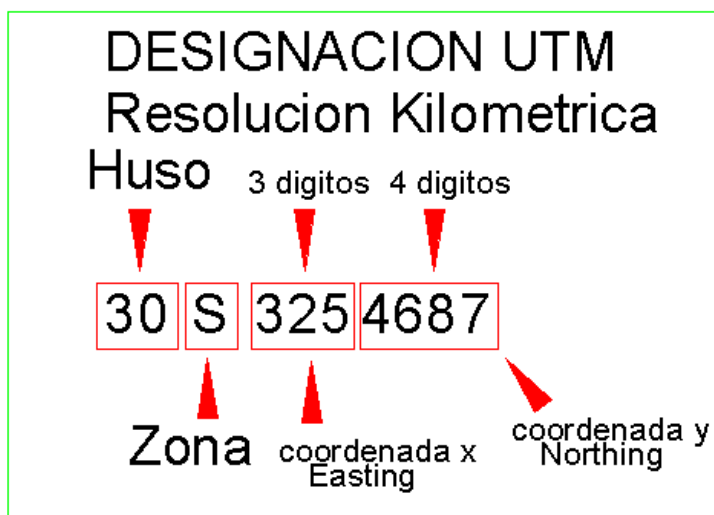 DESIGNACION UTM
Resolucion Kilometrica
Huso 3 digitos 4 digitos
30 S 325 4687
Zona coordenada x coordenada y
Easting Northing